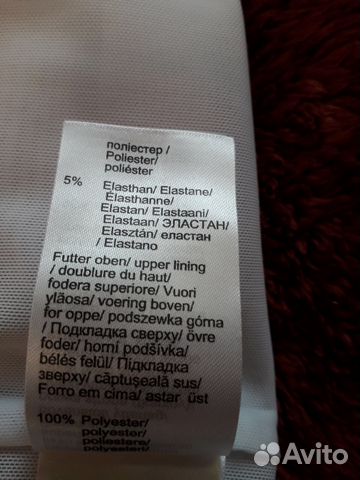 поліестер/
Poliester/
poliéster
5% Elasthan/ Elastane/
Élasthanne/
Elastan/ Elastaani/
Elastaan/ ЭЛАСТАН/
Elasztán/ еластан
/ Elastano
Futter oben/ upper lining
/ doublure du haut/
fodera superiore/ Vuori
yläosa/ voering boven/
for oppe/ podszewka góma
/ Подкладка сверху/ övre
foder/ horní podšívka/
bélés felül/ Підкладка
зверху/ căptuşeală sus/
Forro em cima/ astar üst
100% Polyester/
polyester/
Avito